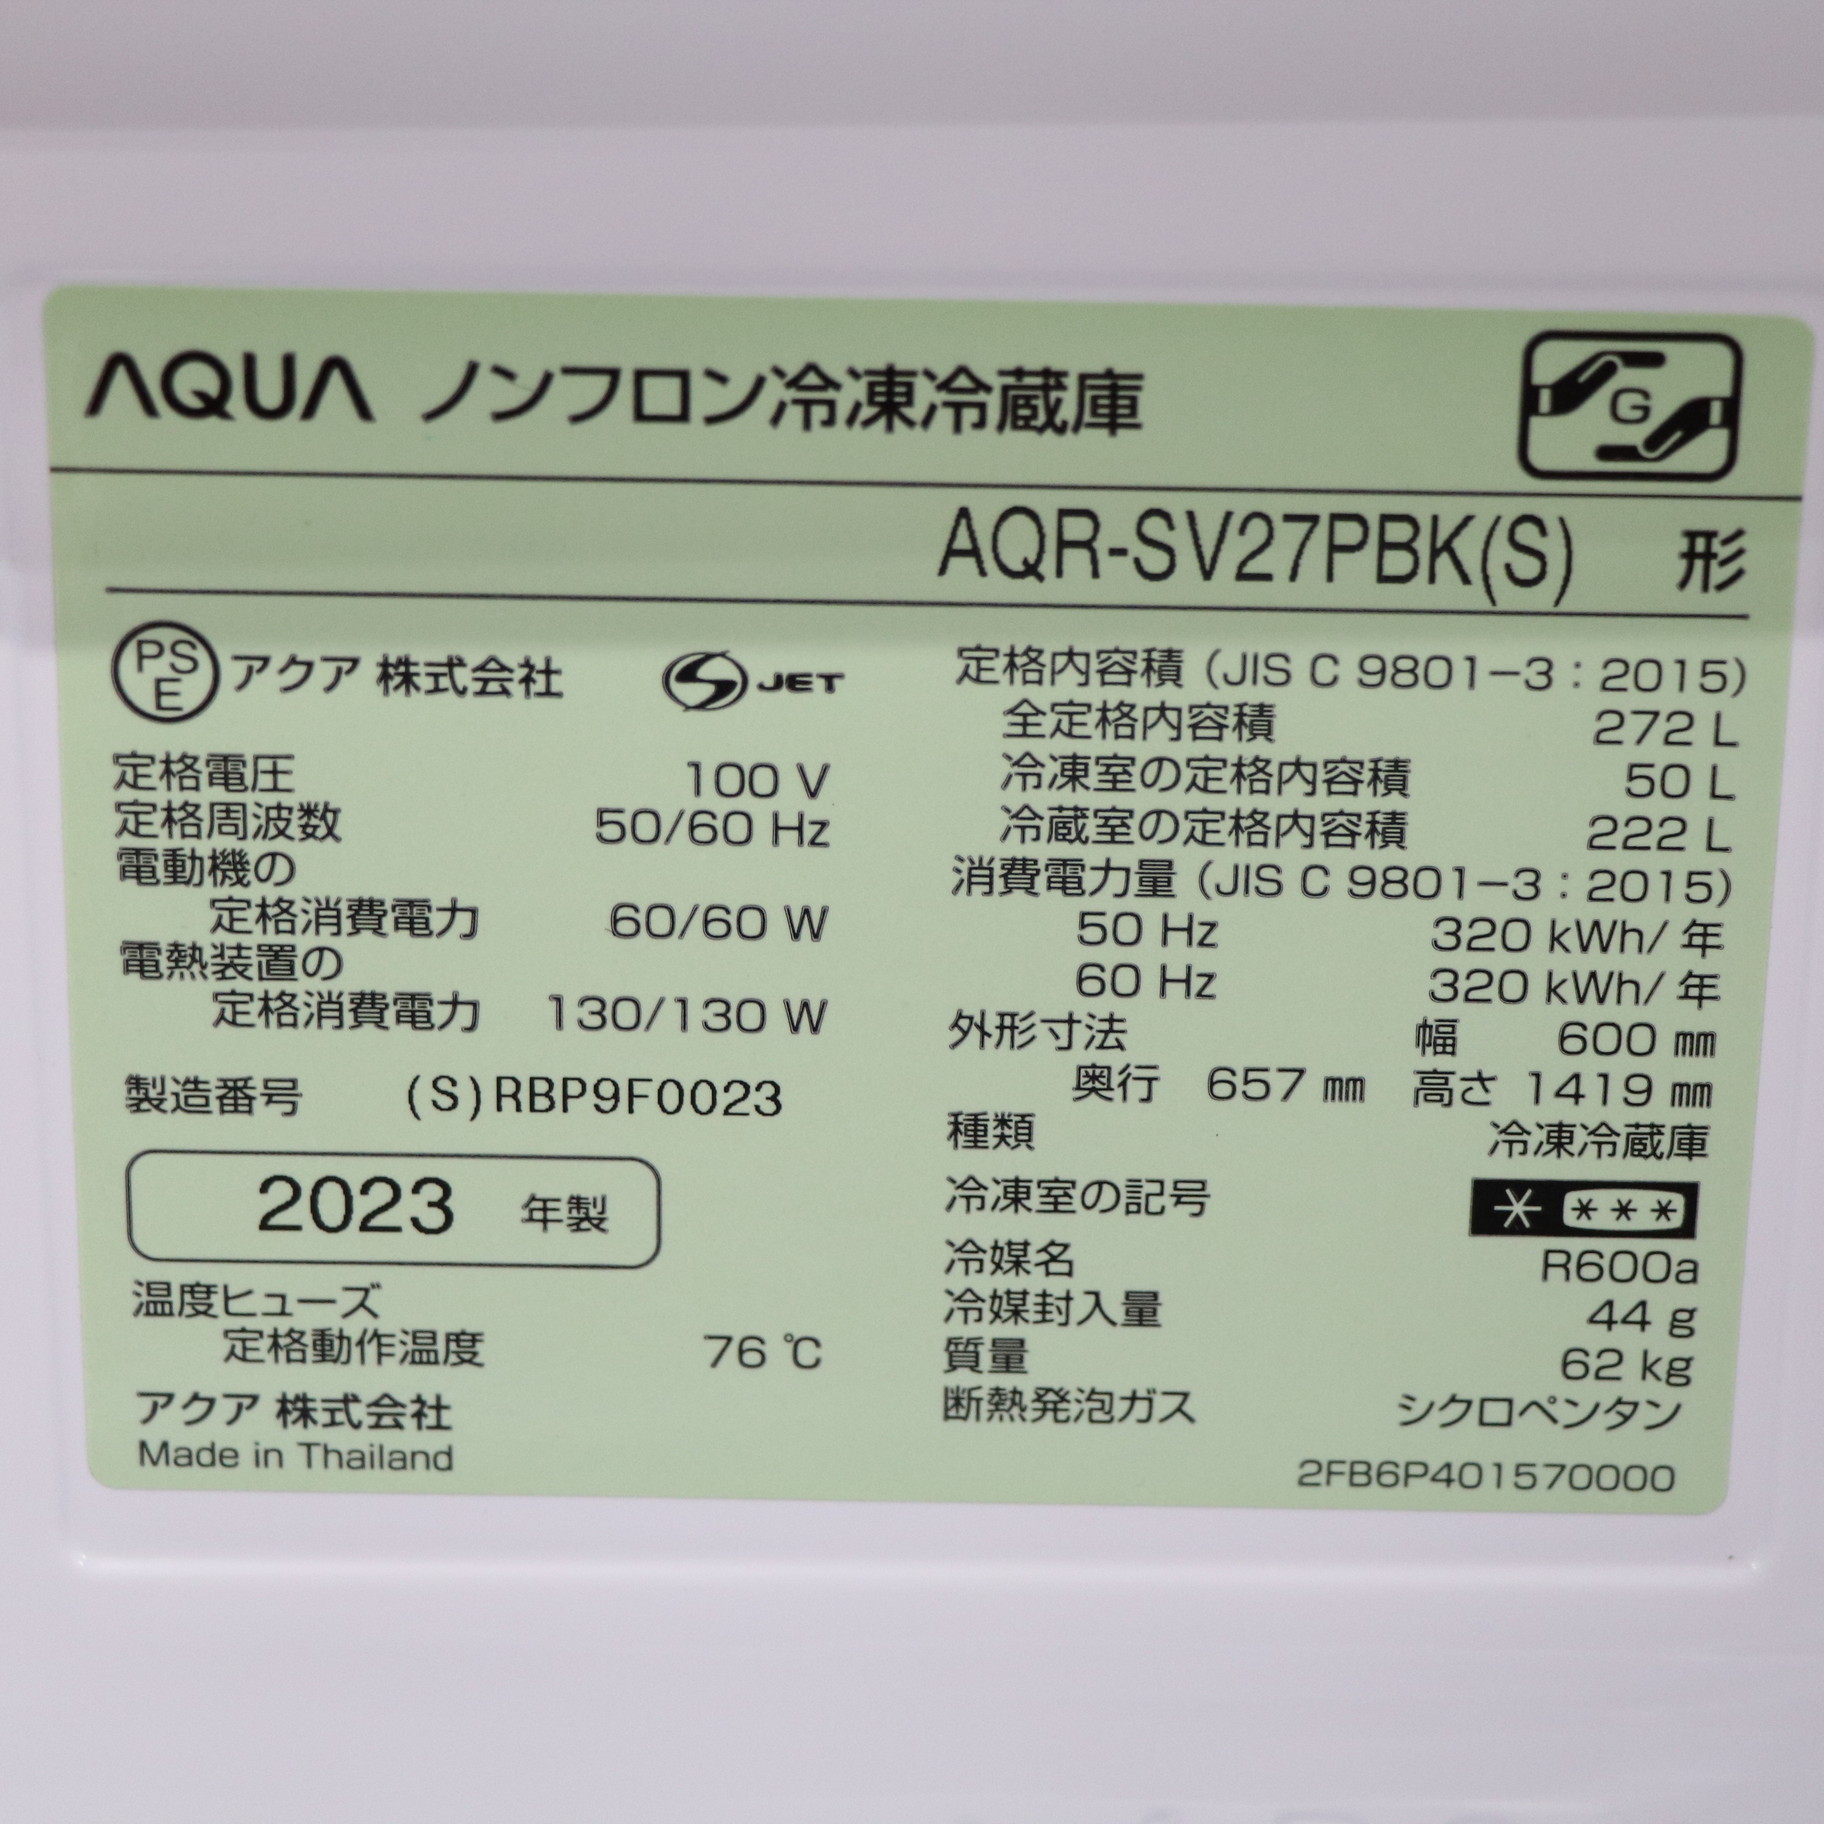 AQUA ノンフロン冷凍冷蔵庫
G
AQR-SV27PBK(S) 形
PS
E
アクア 株式会社
JET
定格電圧 100 V
定格周波数 50/60 Hz
電動機の
定格消費電力 60/60 W
電熱装置の
定格消費電力 130/130 W
製造番号 (S)RBP9F0023
2023 年製
温度ヒューズ
定格動作温度 76 ℃
アクア 株式会社
Made in Thailand
定格内容積 (JIS C 9801-3 : 2015)
全定格内容積 272 L
冷凍室の定格内容積 50 L
冷蔵室の定格内容積 222 L
消費電力量 (JIS C 9801-3 : 2015)
50 Hz 320 kWh/ 年
60 Hz 320 kWh/ 年
外形寸法 幅 600 ㎜
奥行 657 ㎜ 高さ 1419 ㎜
種類 冷凍冷蔵庫
冷凍室の記号 * ***
冷媒名 R600a
冷媒封入量 44 g
質量 62 kg
断熱発泡ガス シクロペンタン
2FB6P401570000